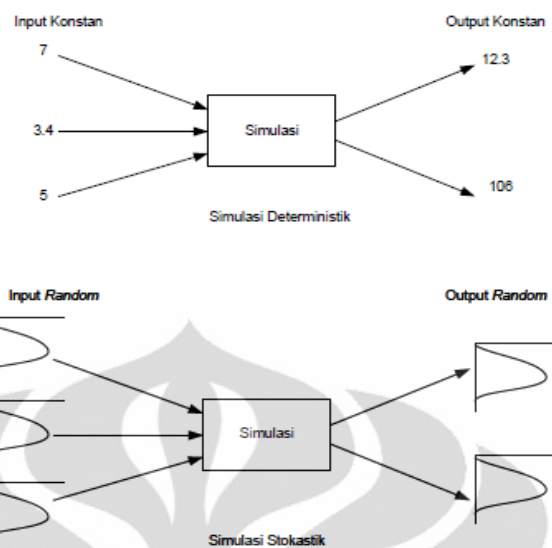 Input Konstan
Output Konstan
7
12.3
3.4
Simulasi
5
106
Simulasi Deterministik
Input Random
Output Random
Simulasi
Simulasi Stokastik